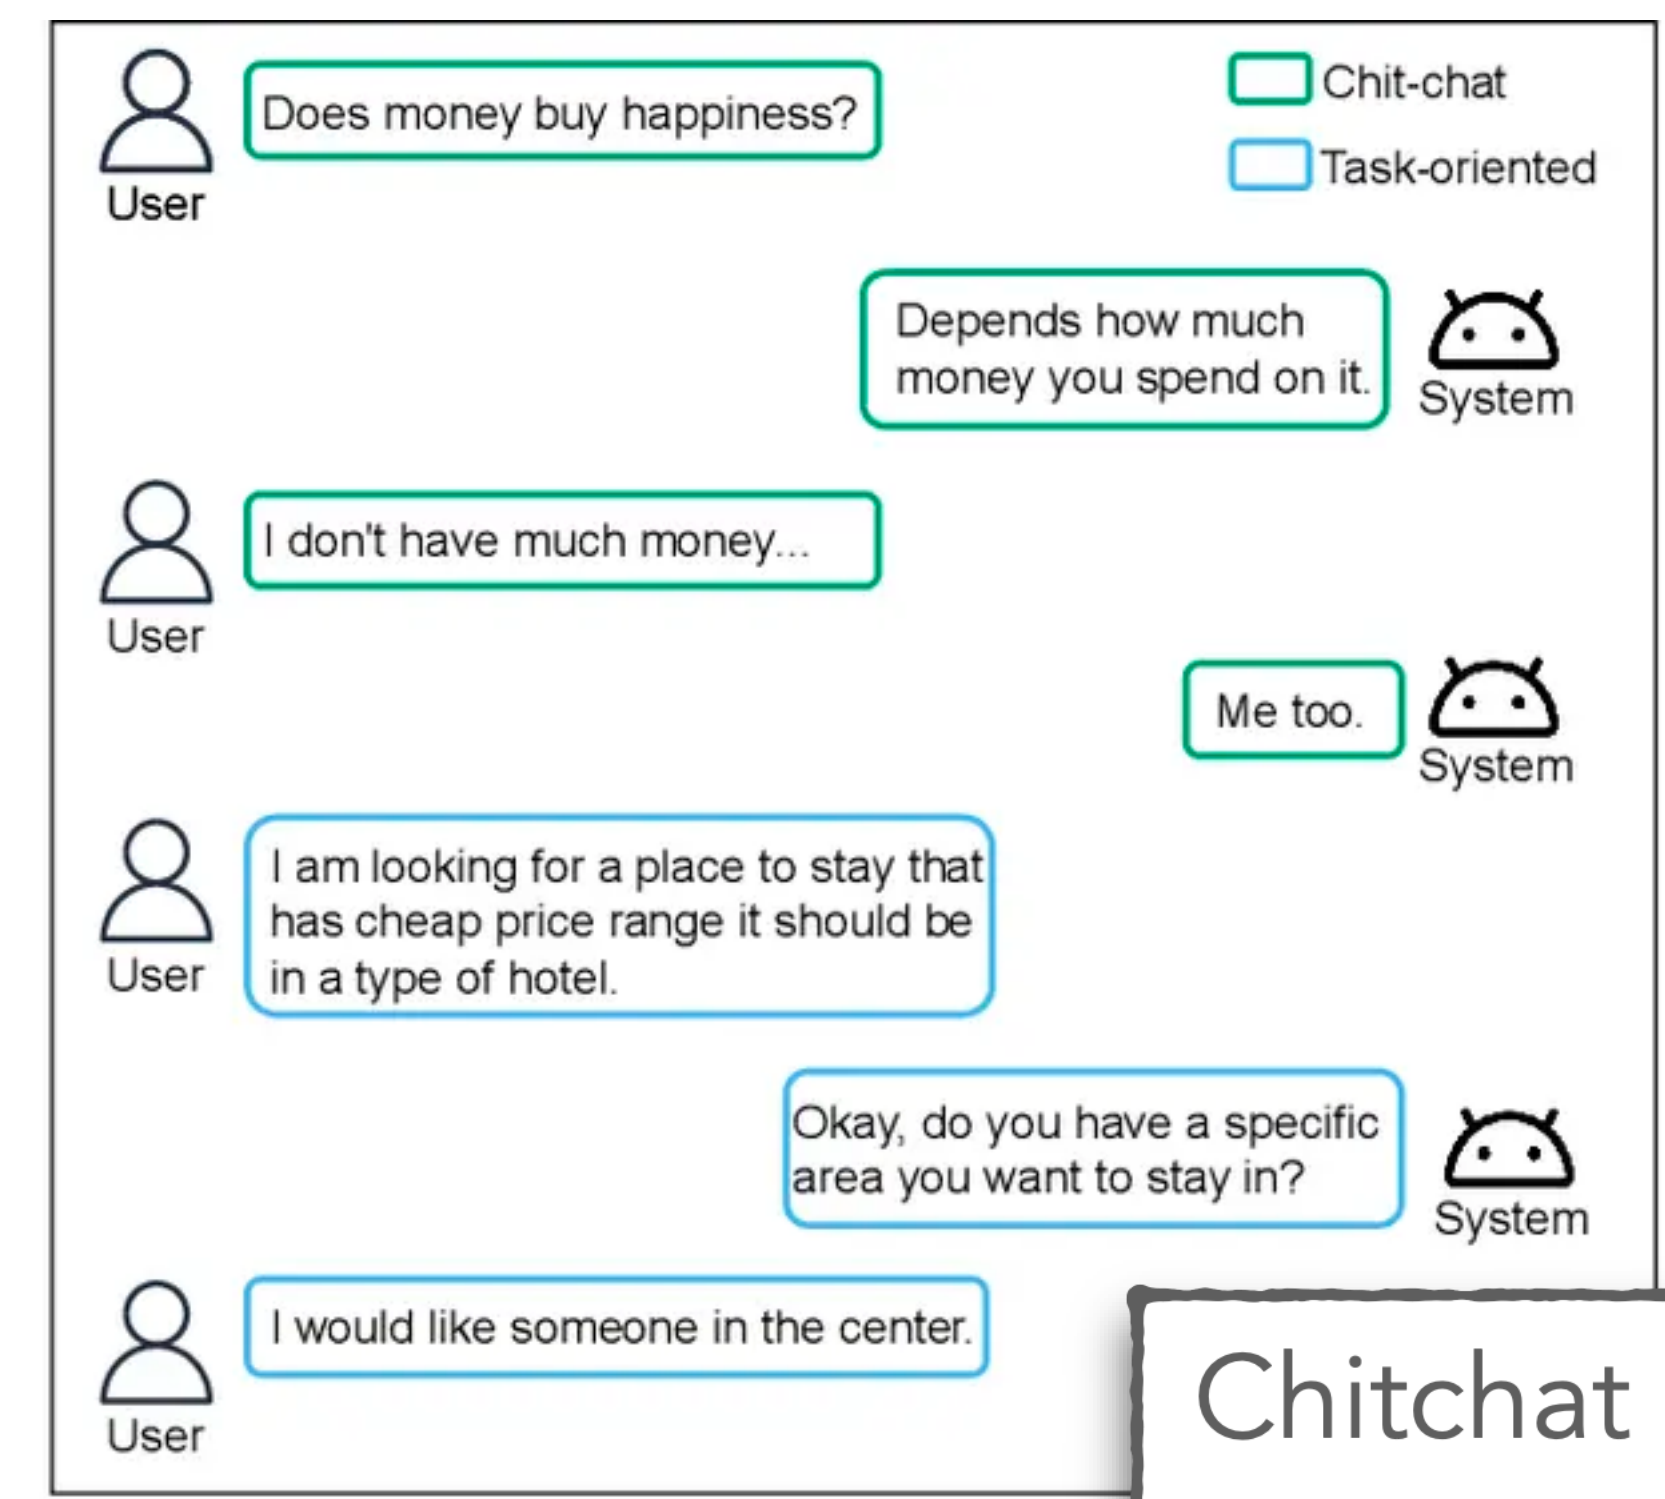 Does money buy happiness?
Chit-chat
Task-oriented
User
Depends how much
money you spend on it.
System
I don't have much money...
User
Me too.
System
I am looking for a place to stay that
has cheap price range it should be
in a type of hotel.
User
Okay, do you have a specific
area you want to stay in?
System
I would like someone in the center.
User
Chitchat